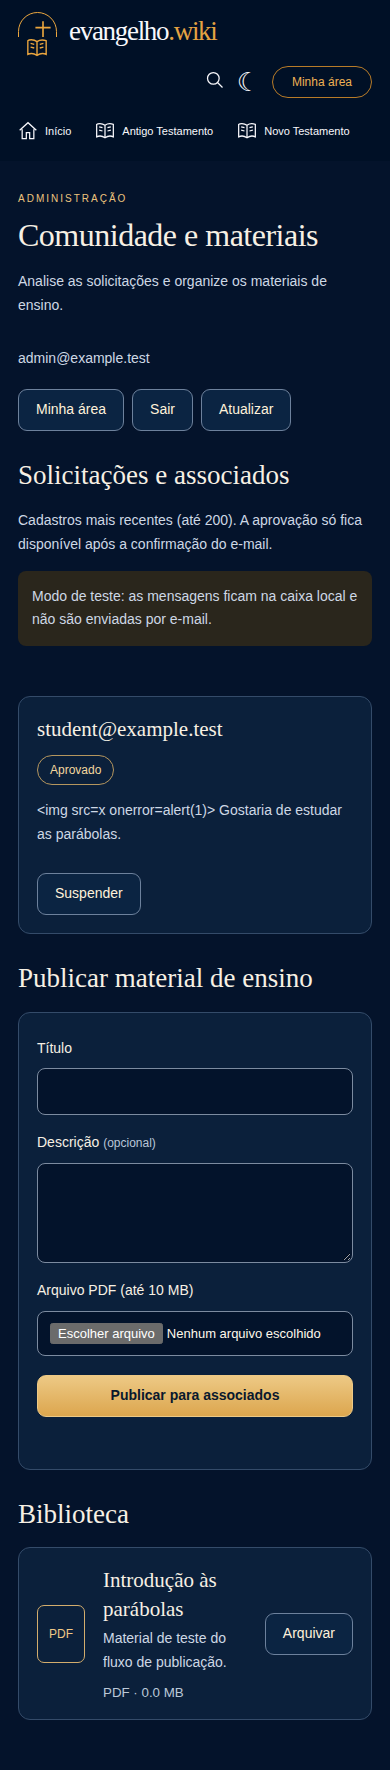 evangelho.wiki
Minha área
Início
Antigo Testamento
Novo Testamento
ADMINISTRAÇÃO
Comunidade e materiais
Analise as solicitações e organize os materiais de
ensino.
admin@example.test
Minha área
Sair
Atualizar
Solicitações e associados
Cadastros mais recentes (até 200). A aprovação só fica
disponível após a confirmação do e-mail.
Modo de teste: as mensagens ficam na caixa local e
não são enviadas por e-mail.
student@example.test
Aprovado
<img src=x onerror=alert(1)> Gostaria de estudar
as parábolas.
Suspender
Publicar material de ensino
Título
Descrição (opcional)
Arquivo PDF (até 10 MB)
Escolher arquivo Nenhum arquivo escolhido
Publicar para associados
Biblioteca
PDF
Introdução às
parábolas
Material de teste do
fluxo de publicação.
PDF · 0.0 MB
Arquivar